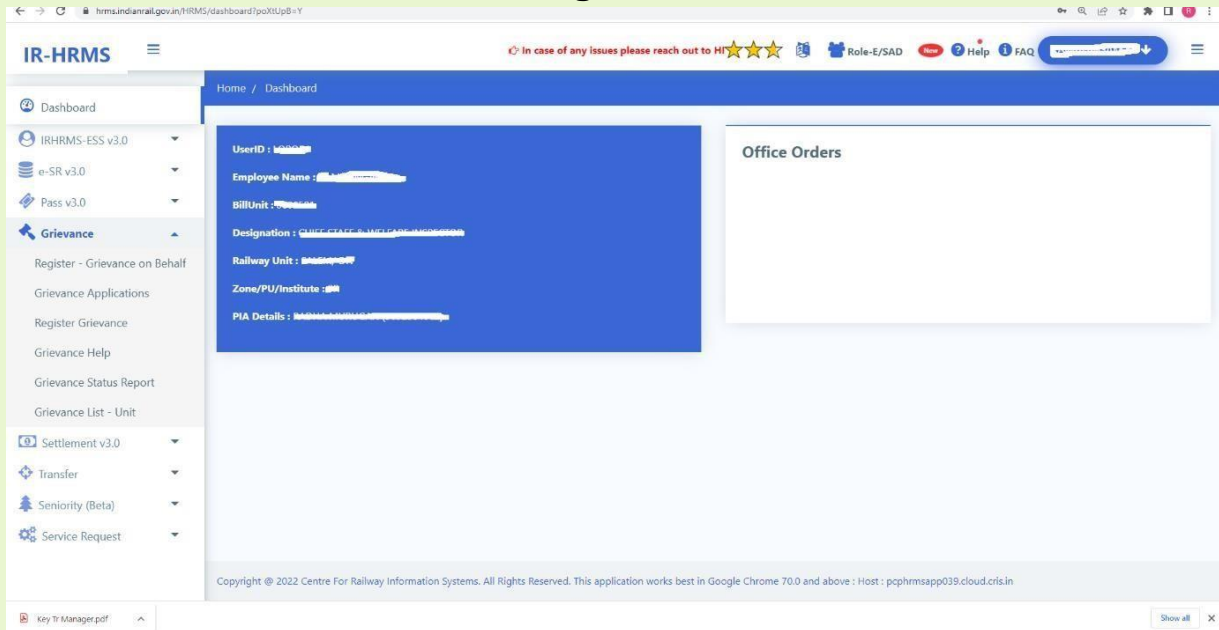 hrms.indianrail.gov.in/HRMS/dashboard?poXtUpB=Y
IR-HRMS
In case of any issues please reach out to
Role-E/SAD
New
Help
FAQ
Home / Dashboard
Dashboard
IRHRMS-ESS v3.0
e-SR v3.0
Pass v3.0
Grievance
Register - Grievance on Behalf
Grievance Applications
Register Grievance
Grievance Help
Grievance Status Report
Grievance List - Unit
Settlement v3.0
Transfer
Seniority (Beta)
Service Request
UserID :
Employee Name :
BillUnit :
Designation :
Railway Unit :
Zone/PU/Institute :
PIA Details :
Office Orders
Copyright @ 2022 Centre For Railway Information Systems. All Rights Reserved. This application works best in Google Chrome 70.0 and above : Host : pcphrmsapp039.cloud.cris.in
Key Tr Manager.pdf
Show all